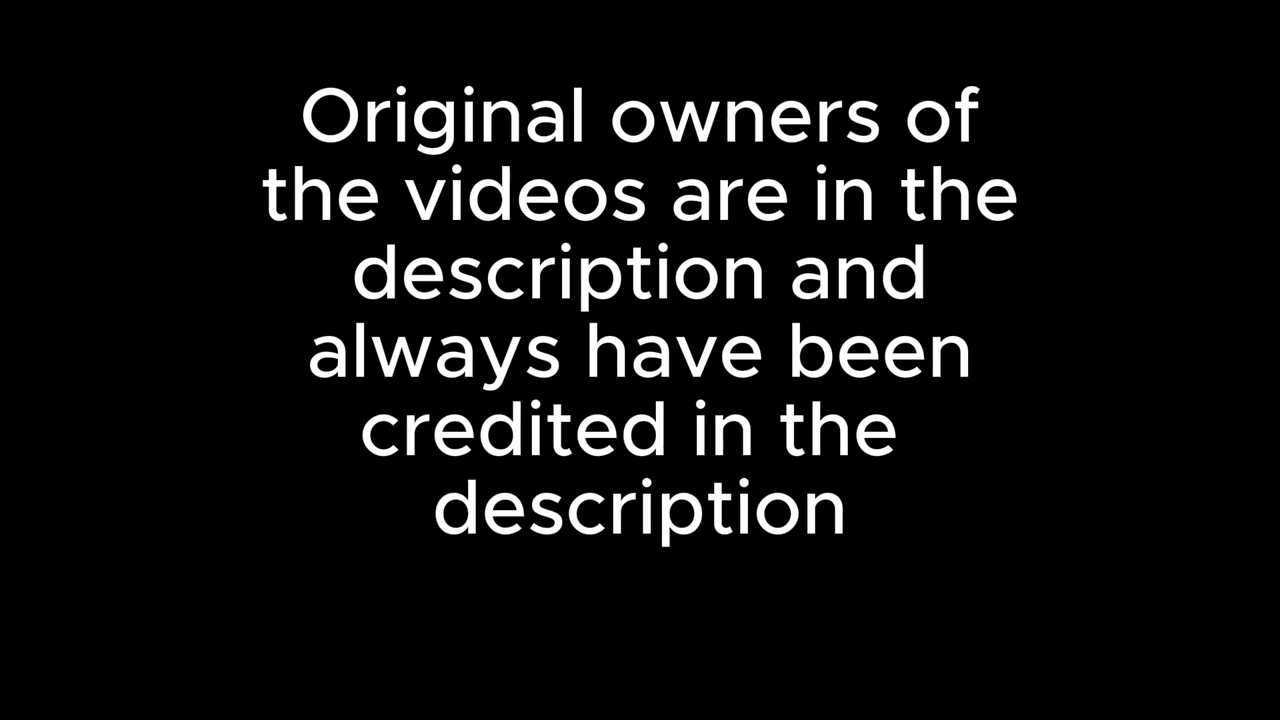 Original owners of
the videos are in the
description and
always have been
credited in the
description